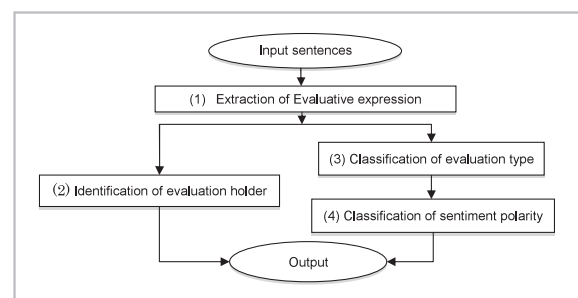 Input sentences
(1) Extraction of Evaluative expression
(3) Classification of evaluation type
(2) Identification of evaluation holder
(4) Classification of sentiment polarity
Output